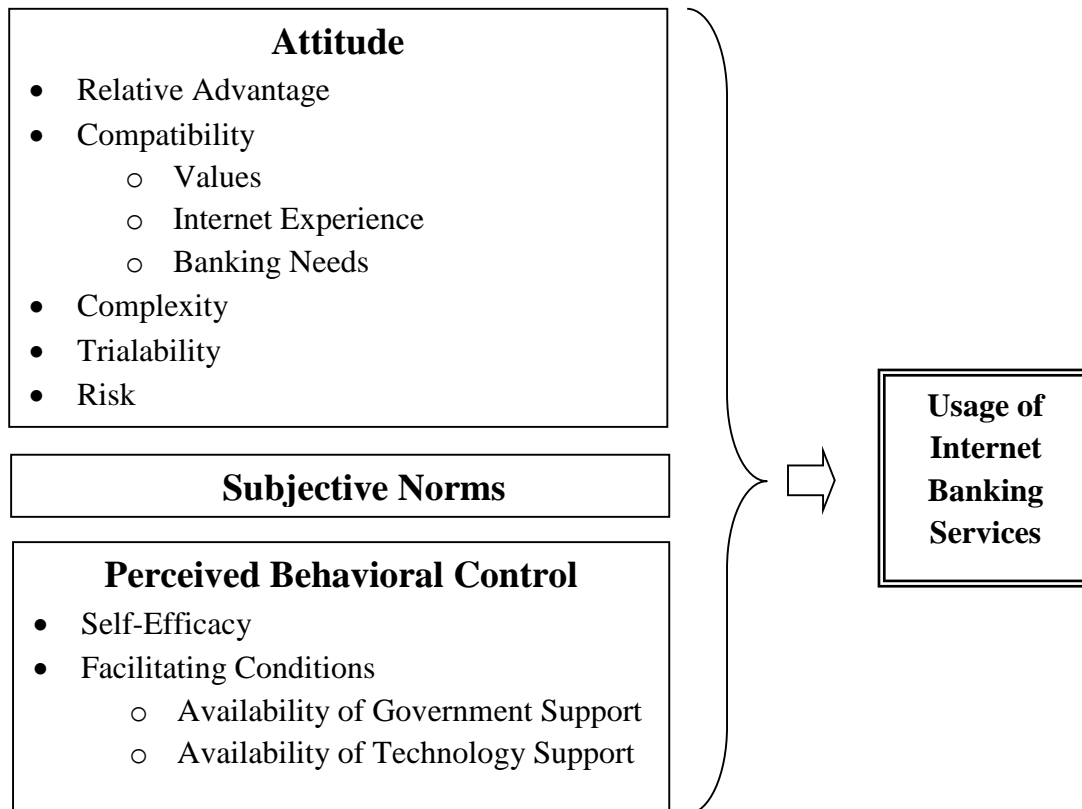 Attitude
• Relative Advantage
• Compatibility
o Values
o Internet Experience
o Banking Needs
• Complexity
• Trialability
• Risk
Subjective Norms
Perceived Behavioral Control
• Self-Efficacy
• Facilitating Conditions
o Availability of Government Support
o Availability of Technology Support
Usage of
Internet
Banking
Services